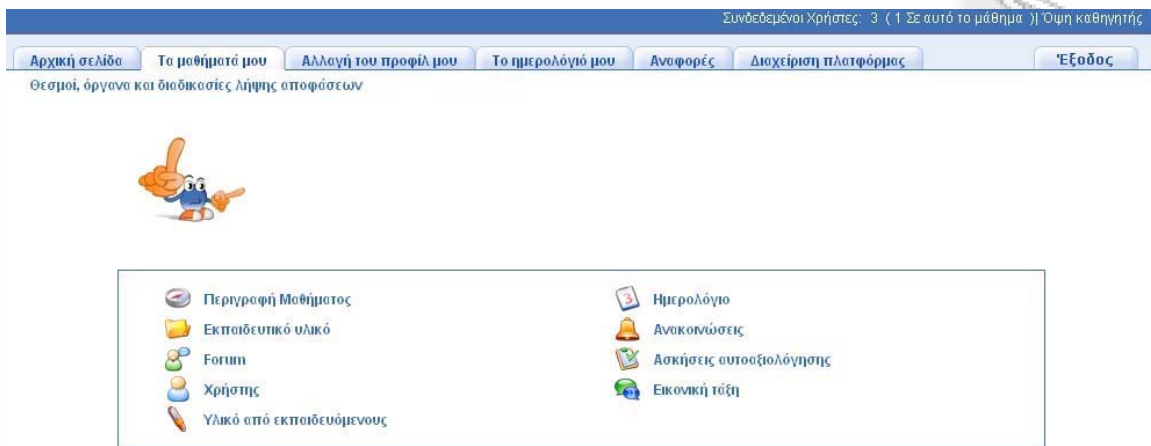 Συνδεδεμένοι Χρήστες: 3 ( 1 Σε αυτό το μάθημα )| Όψη καθηγητής
Αρχική σελίδα Τα μαθήματά μου Αλλαγή του προφίλ μου Το ημερολόγιό μου Αναφορές Διαχείριση πλατφόρμας Έξοδος
Θεσμοί, όργανα και διαδικασίες λήψης αποφάσεων
Περιγραφή Μαθήματος Ημερολόγιο
Εκπαιδευτικό υλικό Ανακοινώσεις
Forum Ασκήσεις αυτοαξιολόγησης
Χρήστης Εικονική τάξη
Υλικό από εκπαιδευόμενους